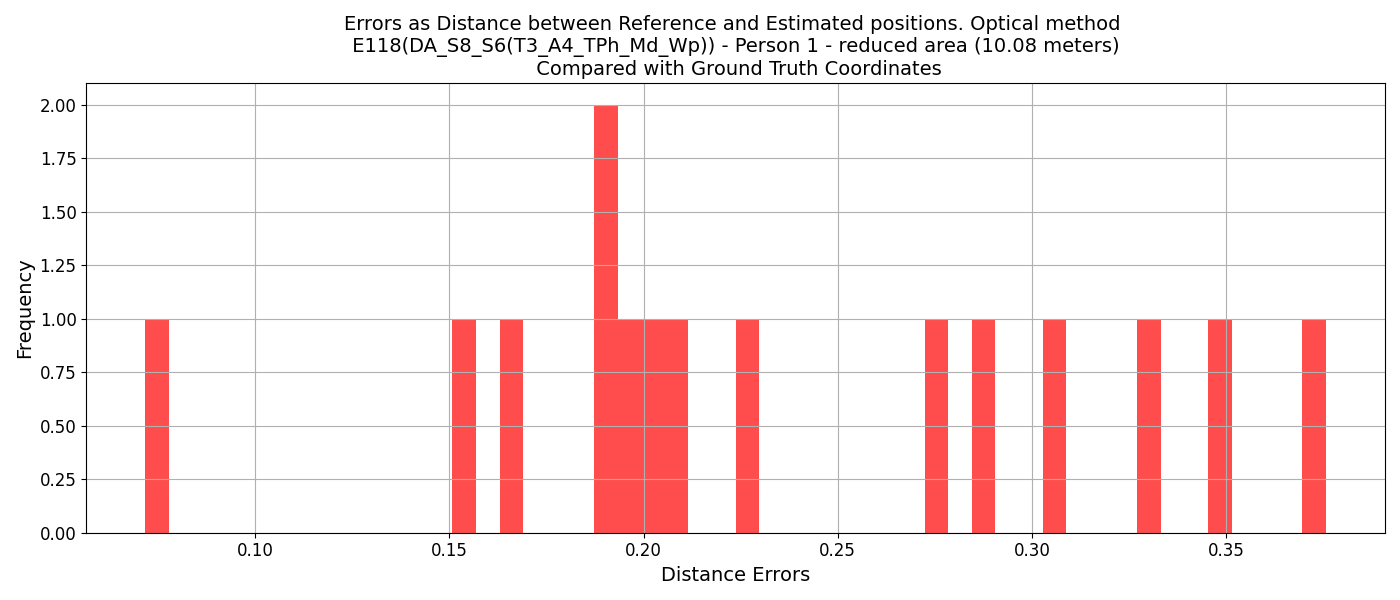 Errors as Distance between Reference and Estimated positions. Optical method
E118(DA_S8_S6(T3_A4_TPh_Md_Wp)) - Person 1 - reduced area (10.08 meters)
Compared with Ground Truth Coordinates
2.00
1.75
1.50
1.25
1.00
0.75
0.50
0.25
0.00
Frequency
0.10 0.15 0.20 0.25 0.30 0.35
Distance Errors